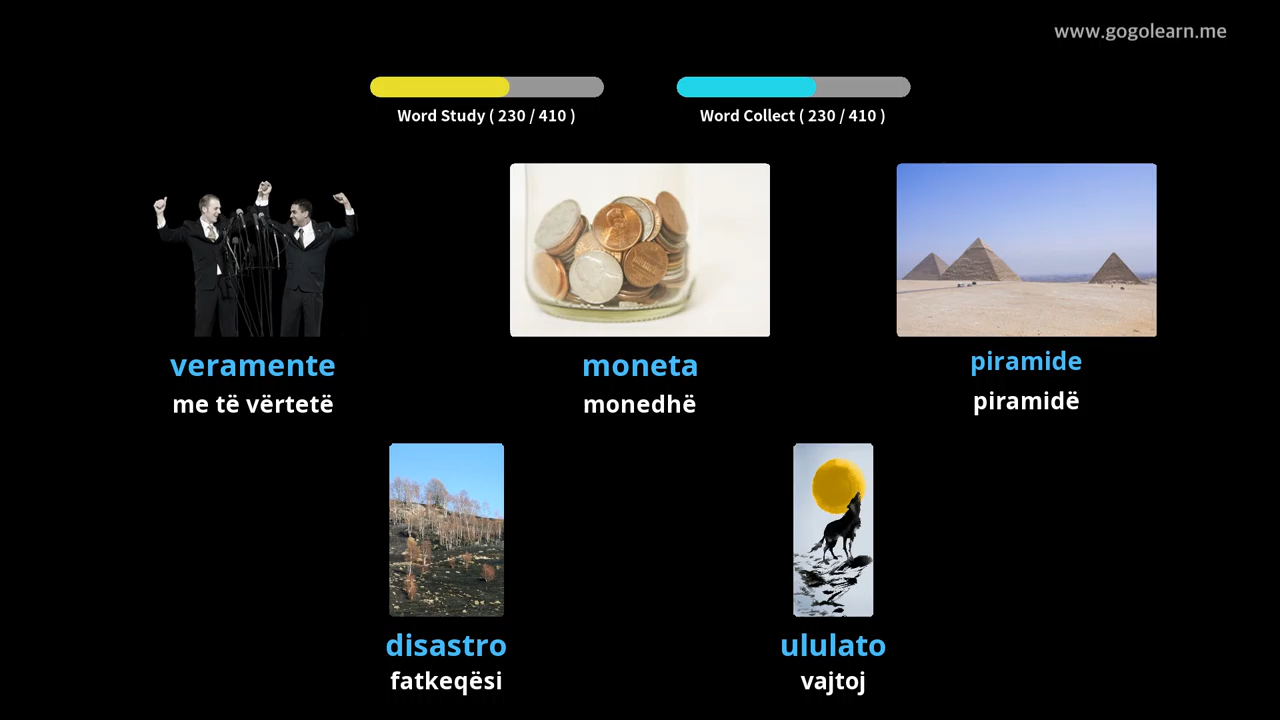 www.gogolearn.me
Word Study ( 230 / 410 )
Word Collect ( 230 / 410 )
veramente
me të vërtetë
moneta
monedhë
piramide
piramidë
disastro
fatkeqësi
ululato
vajtoj